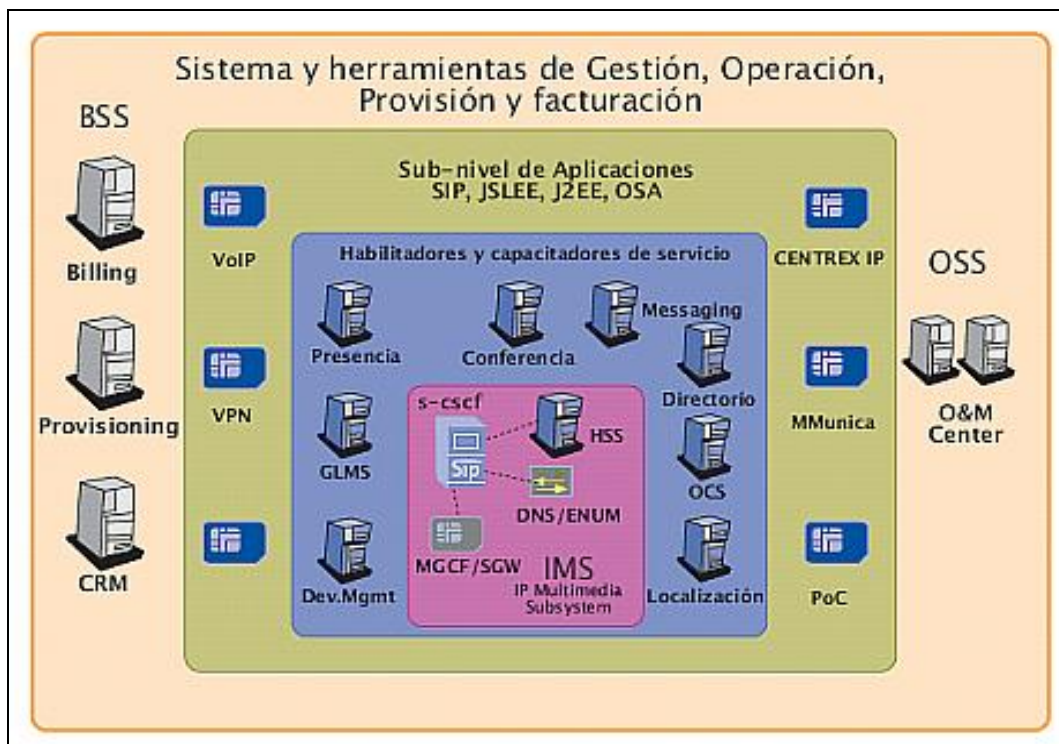 Sistema y herramientas de Gestión, Operación,
Provisión y facturación
BSS
Billing
Provisioning
CRM
Sub-nivel de Aplicaciones
SIP, JSLEE, J2EE, OSA
VoIP
VPN
CENTREX IP
MMunica
PoC
Habilitadores y capacitadores de servicio
Presencia
Conferencia
Messaging
Directorio
GLMS
OCS
Dev.Mgmt
Localización
s-cscf
Sip
HSS
DNS/ENUM
MGCF/SGW
IMS
IP Multimedia
Subsystem
OSS
O&M
Center